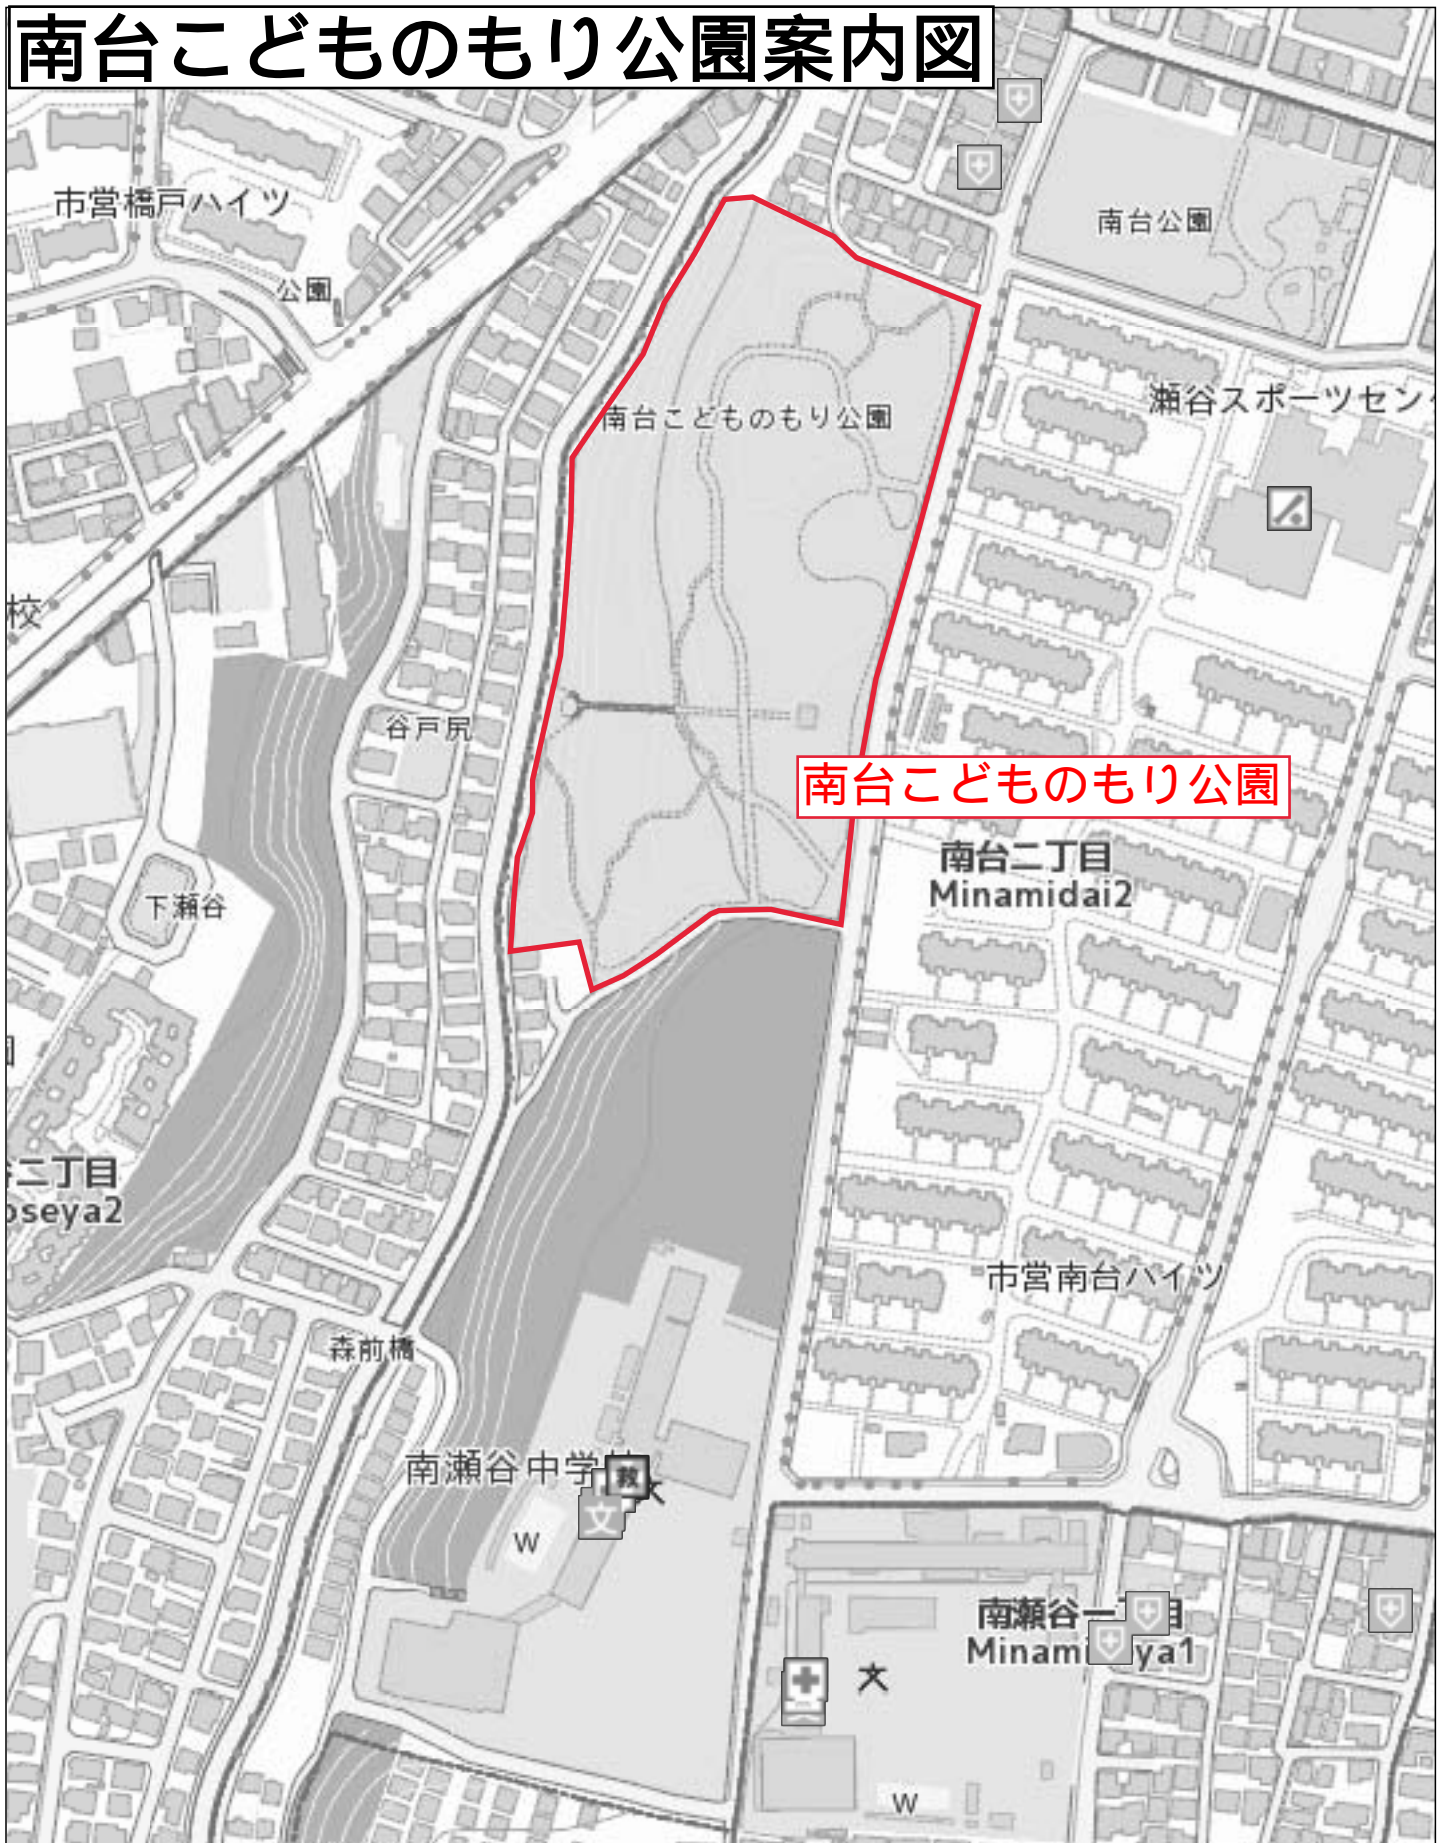 南台こどものもり公園案内図
市営橋戸ハイツ
南台公園
公園
瀬谷スポーツセン
南台こどものもり公園
校
谷戸尻
南台こどものもり公園
南台二丁目
Minamidai2
下瀬谷
二丁目
oseya2
市営南台ハイツ
森前橋
南瀬谷中学
救
文
W
南瀬谷一丁目
Minami ya1
文
W